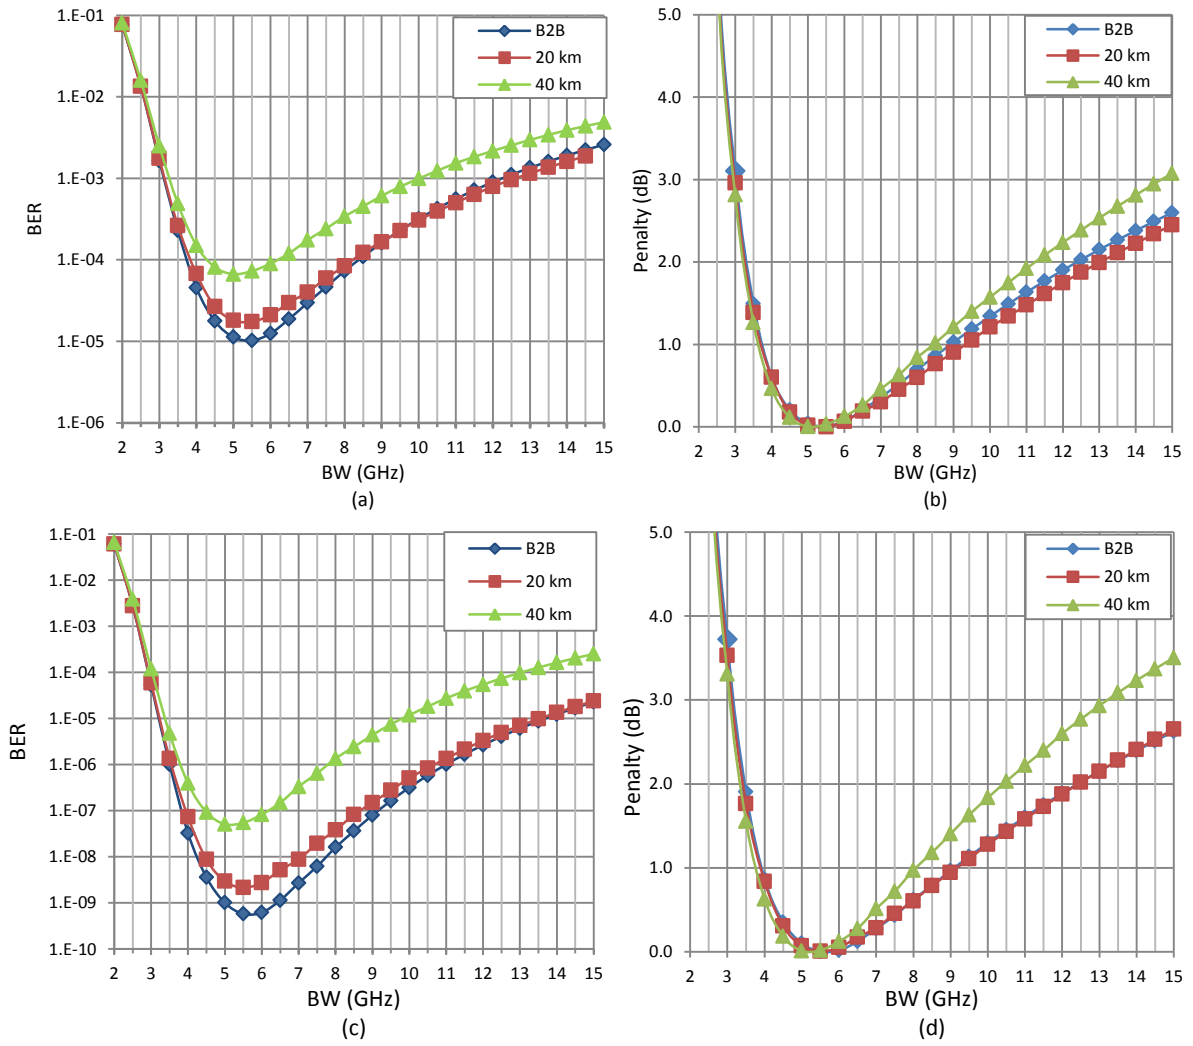 1.E-01
1.E-02
1.E-03
1.E-04
1.E-05
1.E-06
BER
B2B
20 km
40 km
2 3 4 5 6 7 8 9 10 11 12 13 14 15
BW (GHz)
(a)
5.0
4.0
3.0
2.0
1.0
0.0
Penalty (dB)
B2B
20 km
40 km
2 3 4 5 6 7 8 9 10 11 12 13 14 15
BW (GHz)
(b)
1.E-01
1.E-02
1.E-03
1.E-04
1.E-05
1.E-06
1.E-07
1.E-08
1.E-09
1.E-10
BER
B2B
20 km
40 km
2 3 4 5 6 7 8 9 10 11 12 13 14 15
BW (GHz)
(c)
5.0
4.0
3.0
2.0
1.0
0.0
Penalty (dB)
B2B
20 km
40 km
2 3 4 5 6 7 8 9 10 11 12 13 14 15
BW (GHz)
(d)